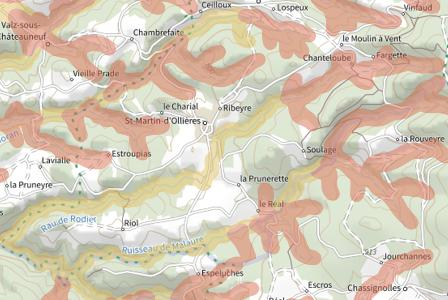 Ceilloux
Lospeux
Vinfaud
Valz-sous-
Châteauneuf
Chambrefaite
le Moulin à Vent
Chanteloube
Fargette
Vieille Prade
le Charial
Ribeyre
St-Martin-d'Ollières
la Rouveyre
Lavialle
Estroupias
Soulage
la Pruneyre
la Prunerette
le Réal
Rau de Rodier
Riol
Ruisseau de Malaure
913
Jourchannes
Espeluches
Escros
Chassignolles